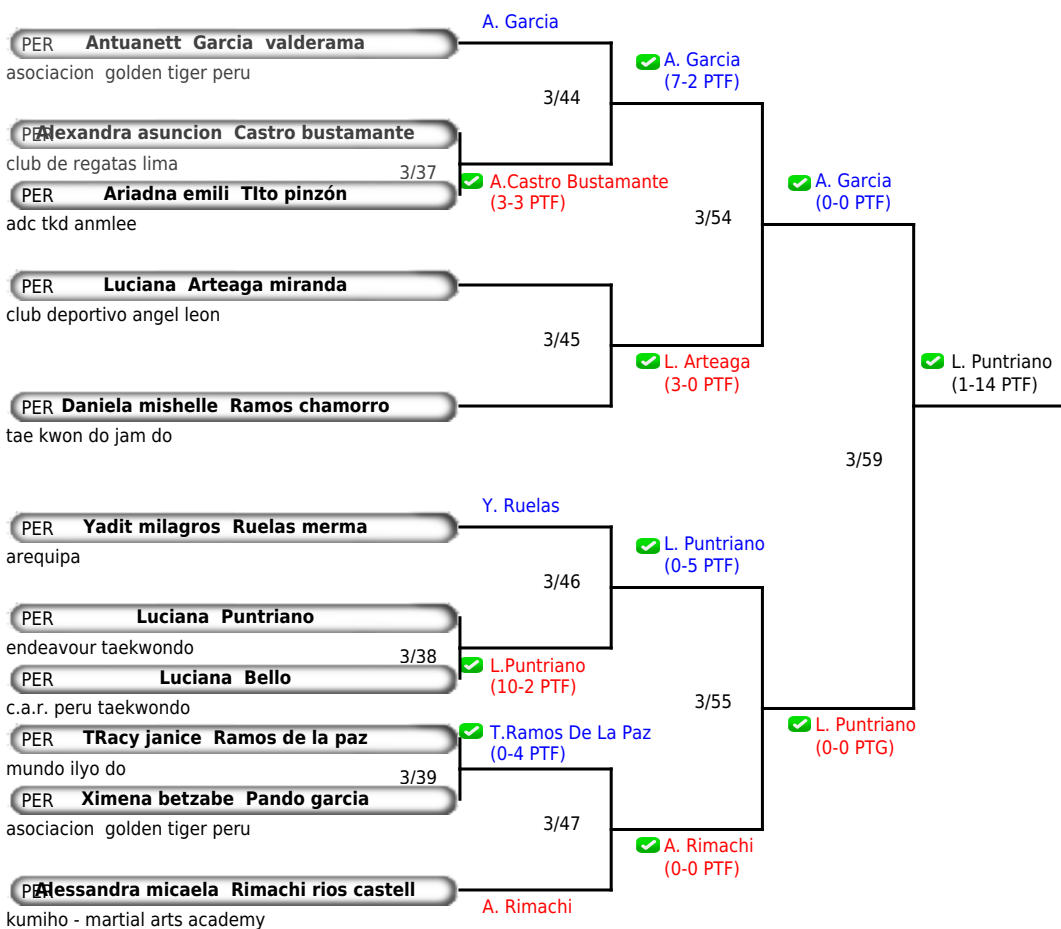 A. Garcia
PER Antuanett Garcia valderama
asociacion golden tiger peru
A. Garcia
(7-2 PTF)
3/44
PER Alexandra asuncion Castro bustamante
club de regatas lima
3/37
PER Ariadna emili TIto pinzón
adc tkd anmlee
A.Castro Bustamante
(3-3 PTF)
A. Garcia
(0-0 PTF)
3/54
PER Luciana Arteaga miranda
club deportivo angel leon
3/45
L. Arteaga
(3-0 PTF)
L. Puntriano
(1-14 PTF)
PER Daniela mishelle Ramos chamorro
tae kwon do jam do
3/59
Y. Ruelas
PER Yadit milagros Ruelas merma
arequipa
L. Puntriano
(0-5 PTF)
3/46
PER Luciana Puntriano
endeavour taekwondo
3/38
PER Luciana Bello
c.a.r. peru taekwondo
L.Puntriano
(10-2 PTF)
3/55
L. Puntriano
(0-0 PTG)
PER TRacy janice Ramos de la paz
mundo ilyo do
T.Ramos De La Paz
(0-4 PTF)
3/39
PER Ximena betzabe Pando garcia
asociacion golden tiger peru
3/47
A. Rimachi
(0-0 PTF)
PER Alessandra micaela Rimachi rios castell
kumiho - martial arts academy
A. Rimachi